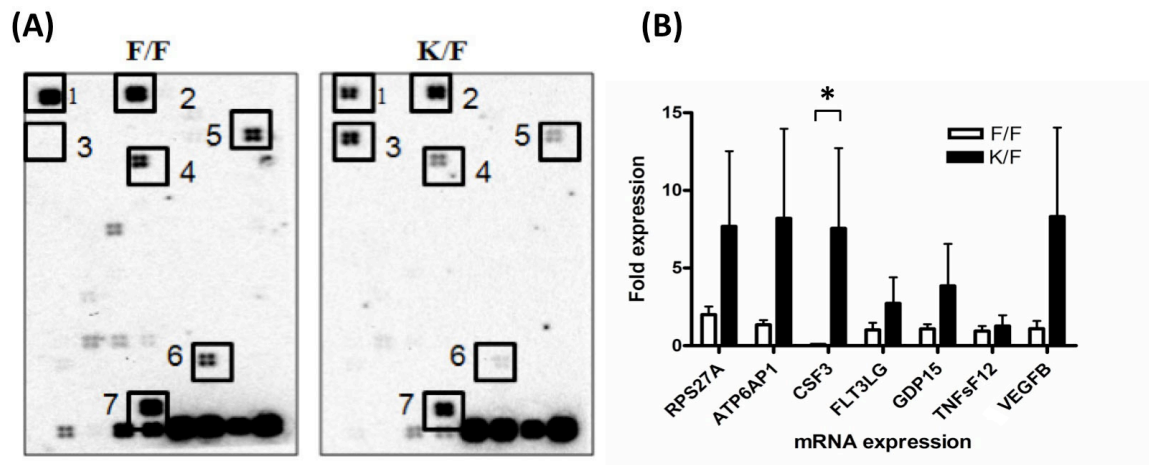 (A)
F/F
K/F
1
2
3
4
5
6
7
1
2
3
4
5
6
7
(B)
*
F/F
K/F
15
10
5
0
Fold expression
RPS27A
ATP6AP1
CSF3
FLT3LG
GDP15
TNFsF12
VEGFB
mRNA expression